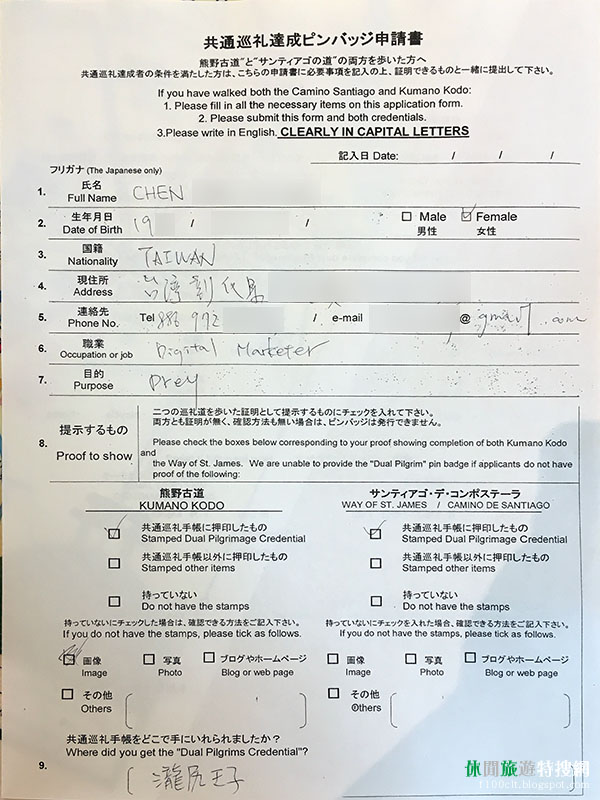 共通巡礼達成ピンバッジ申請書
熊野古道"と"サンティアゴの道"の両方を歩いた方へ
共通巡礼達成者の条件を満たした方は、こちらの申請書に必要事項を記入の上、証明できるものと一緒に提出して下さい。
If you have walked both the Camino Santiago and Kumano Kodo:
1. Please fill in all the necessary items on this application form.
2. Please submit this form and both credentials.
3.Please write in English. CLEARLY IN CAPITAL LETTERS
記入日 Date: / / /
フリガナ (The Japanese only)
1. 氏名 Full Name CHEN
2. 生年月日 Date of Birth 19 / / Male 男性 Female 女性
3. 国籍 Nationality TAIWAN
4. 現住所 Address 台湾彰化県
5. 連絡先 Phone No. Tel 886 972 / e-mail @ gmail.com
6. 職業 Occupation or job Digital Marketer
7. 目的 Purpose prey
8. 提示するもの Proof to show
二つの巡礼道を歩いた証明として提示するものにチェックを入れて下さい。
両方とも証明が無く、確認方法も無い場合は、ピンバッジは発行できません。
Please check the boxes below corresponding to your proof showing completion of both Kumano Kodo
and
the Way of St. James. We are unable to provide the "Dual Pilgrim" pin badge if applicants do not have
proof of the following:
熊野古道 サンティアゴ・デ・コンポステーラ
KUMANO KODO WAY OF ST. JAMES / CAMINO DE SANTIAGO
共通巡礼手帳に押印したもの 共通巡礼手帳に押印したもの
Stamped Dual Pilgrimage Credential Stamped Dual Pilgrimage Credential
共通巡礼手帳以外に押印したもの 共通巡礼手帳以外に押印したもの
Stamped other items Stamped other items
持っていない 持っていない
Do not have the stamps Do not have the stamps
持っていないにチェックした場合は、確認できる方法をご記入下さい。 持っていないにチェックを入れた場合、確認できる方法をご記入下さい。
If you do not have the stamps, please tick as follows. If you do not have the stamps, please tick as follows.
画像 写真 ブログやホームページ 画像 写真 ブログやホームページ
Image Photo Blog or web page Image Photo Blog or web page
その他 その他
Others Others
共通巡礼手帳をどこで手にいれられましたか？
9. Where did you get the "Dual Pilgrims Credential"?
瀧尻王子
休閒旅遊特搜網
f100clt.blogspot.com